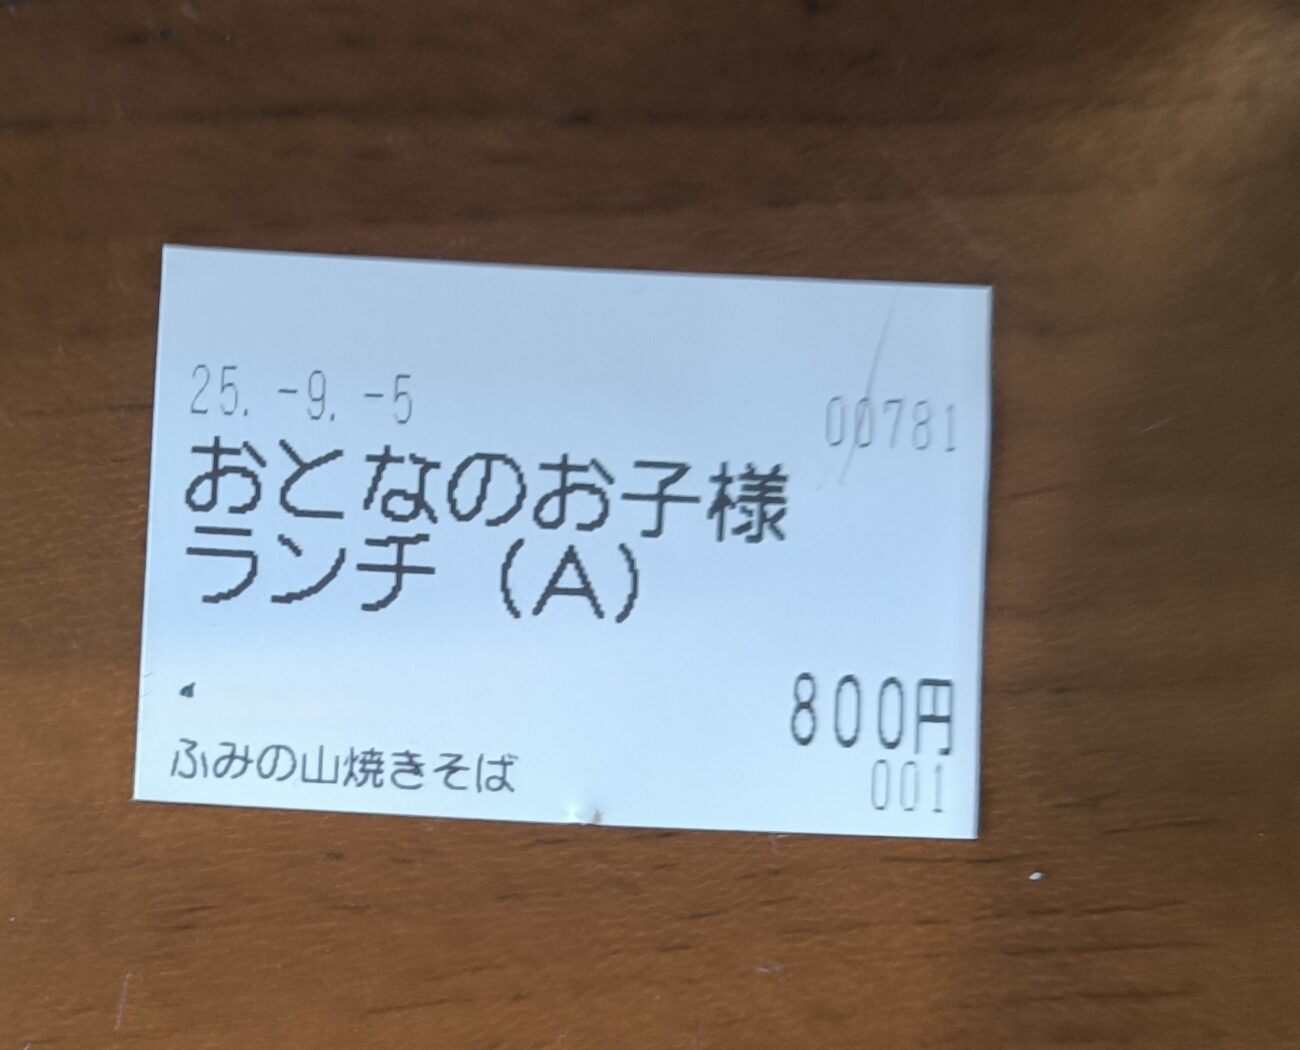 25.-9.-5
00781
おとなのお子様
ランチ(A)
800円
ふみの山焼きそば
001